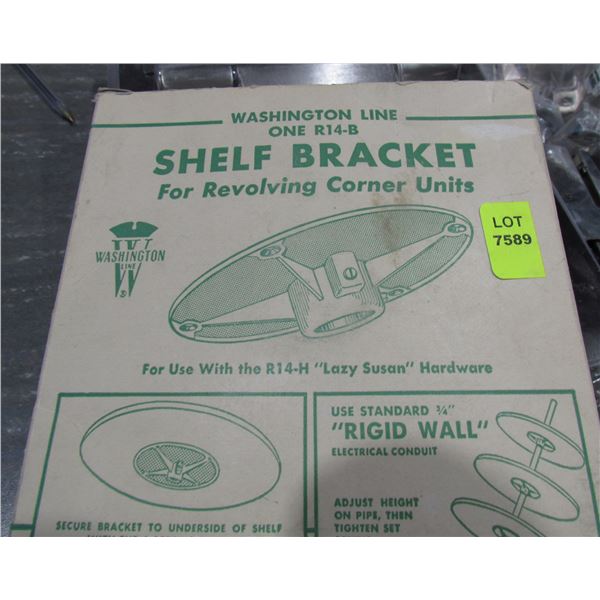 WASHINGTON LINE
ONE R14-B
SHELF BRACKET
For Revolving Corner Units
LOT
7589
WASHINGTON
LINE
For Use With the R14-H "Lazy Susan" Hardware
USE STANDARD ¾"
"RIGID WALL"
ELECTRICAL CONDUIT
ADJUST HEIGHT
ON PIPE, THEN
TIGHTEN SET
SECURE BRACKET TO UNDERSIDE OF SHELF